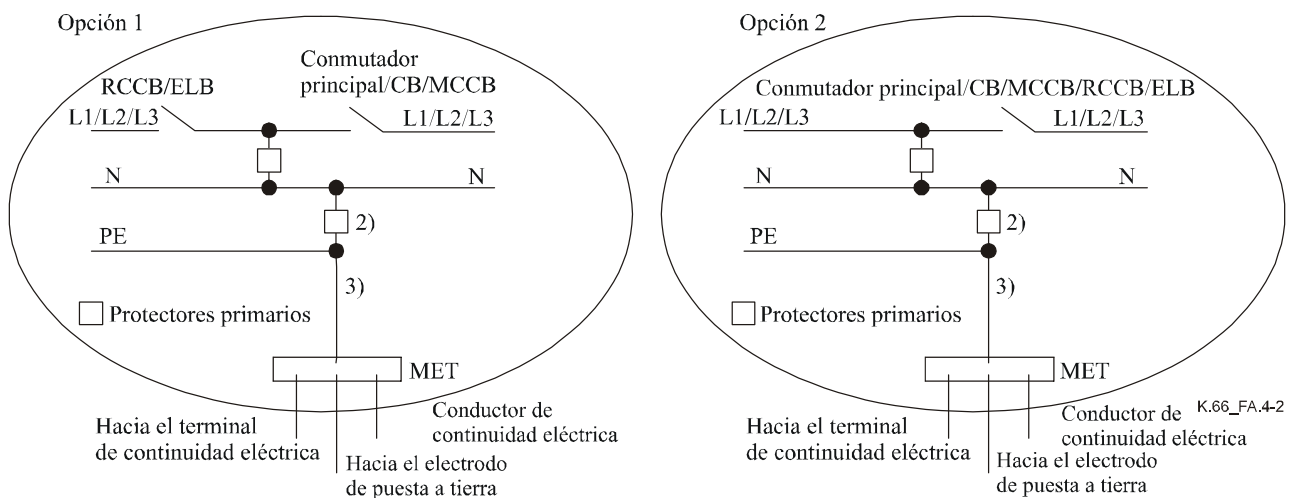 Opción 1
Conmutador
principal/CB/MCCB
RCCB/ELB
L1/L2/L3
L1/L2/L3
N
N
2)
PE
3)
Protectores primarios
MET
Hacia el terminal
de continuidad eléctrica
Conductor de
continuidad eléctrica
Hacia el electrodo
de puesta a tierra
Opción 2
Conmutador principal/CB/MCCB/RCCB/ELB
L1/L2/L3
L1/L2/L3
N
N
2)
PE
3)
Protectores primarios
MET
Hacia el terminal
de continuidad eléctrica
Conductor de
continuidad eléctrica
K.66_FA.4-2
Hacia el electrodo
de puesta a tierra